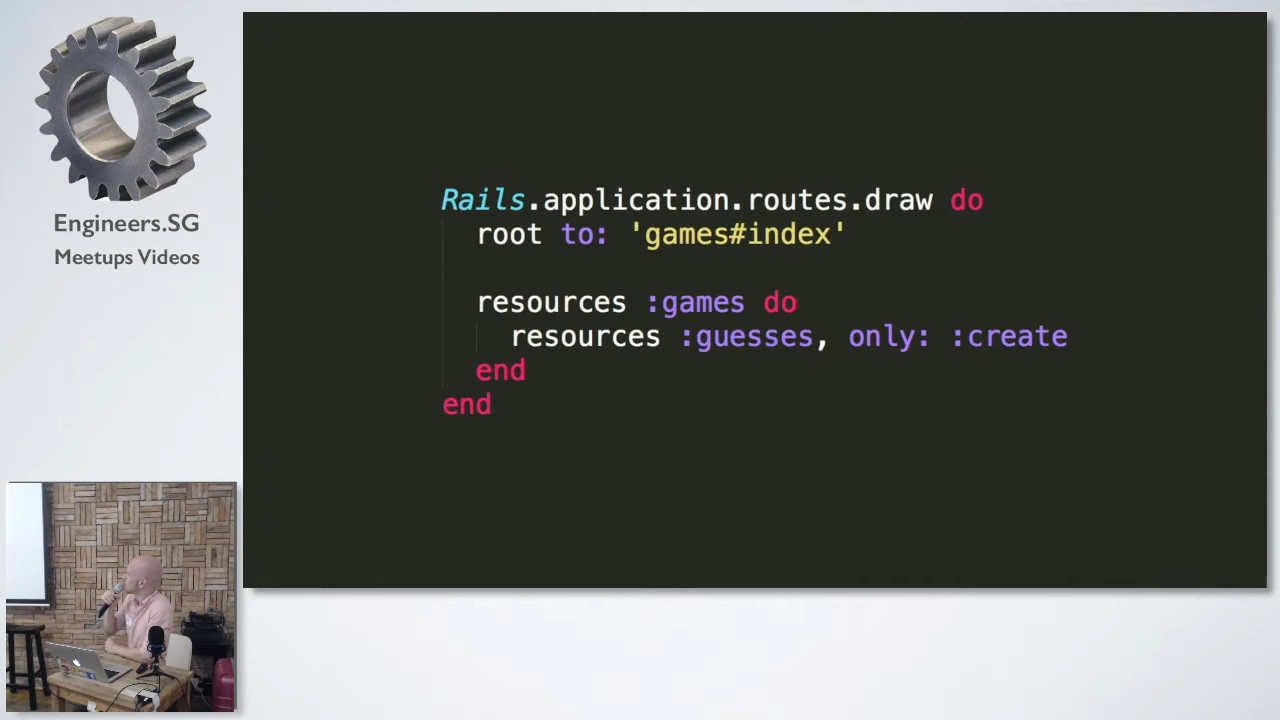 Engineers.SG
Meetups Videos
Rails.application.routes.draw do
  root to: 'games#index'

  resources :games do
    resources :guesses, only: :create
  end
end